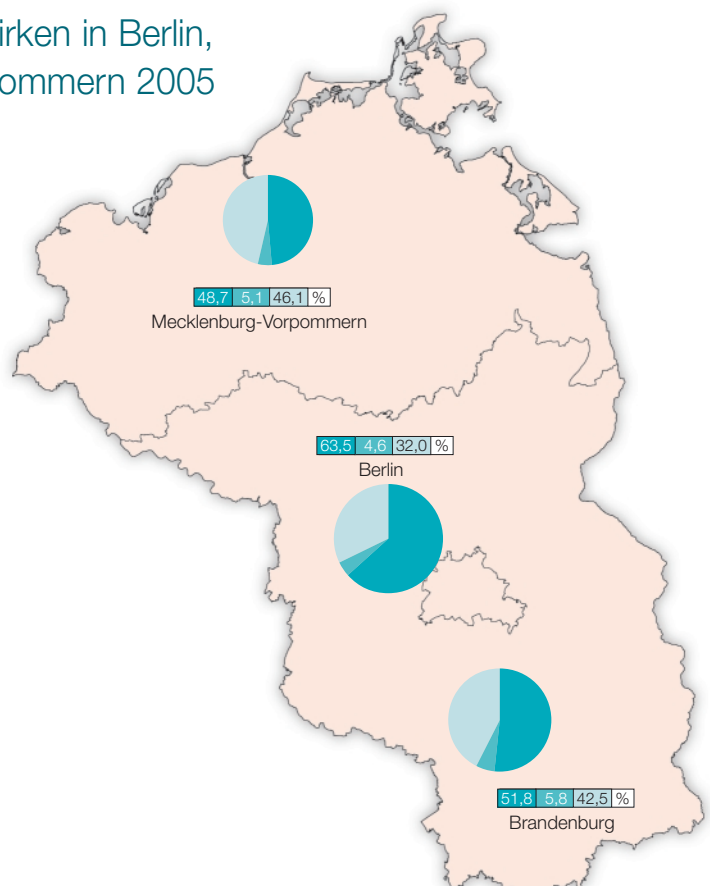 irken in Berlin,
ommern 2005
48,7 5,1 46,1 %
Mecklenburg-Vorpommern
63,5 4,6 32,0 %
Berlin
51,8 5,8 42,5 %
Brandenburg